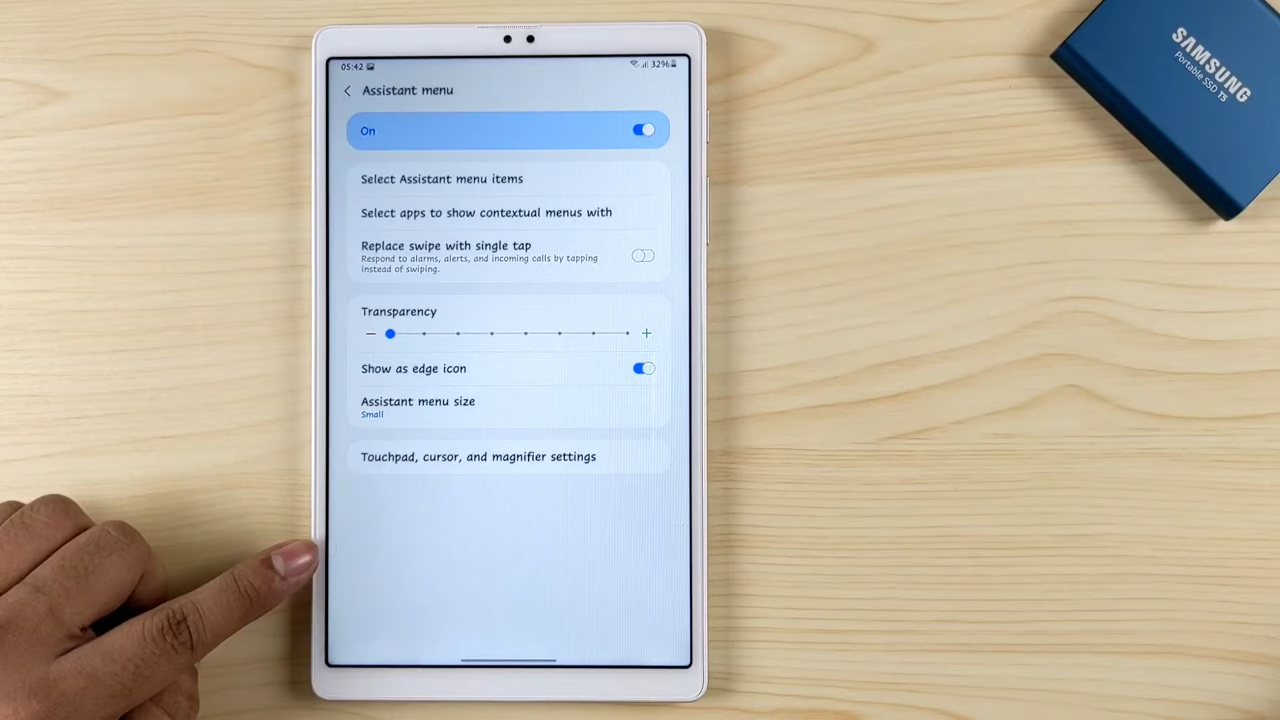 05:42
32%
Assistant menu
On
Select Assistant menu items
Select apps to show contextual menus with
Replace swipe with single tap
Respond to alarms, alerts, and incoming calls by tapping
instead of swiping.
Transparency
Show as edge icon
Assistant menu size
Small
Touchpad, cursor, and magnifier settings
SAMSUNG
Portable SSD T5